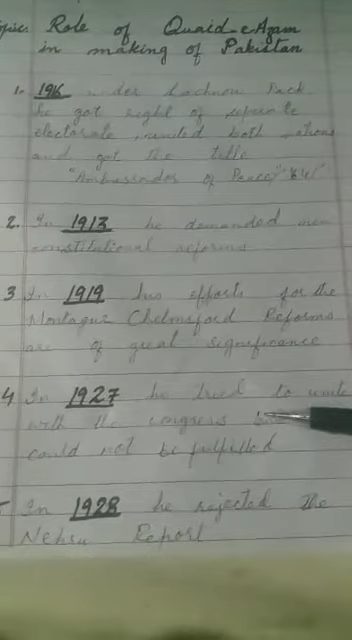 Topic: Role of Quaid-e-Azam
in making of Pakistan
1. 1916 under Lucknow Pack
he got right of seperate
electorate, united both nations
and got the title
"Ambassador of Peace"
2. In 1913 he demanded new
constitutional reforms
3 In 1919 his efforts for the
Montague Chelmsford Reforms
are of great significance
4 In 1927 he tried to unite
with the congress but
could not be fulfilled
In 1928 he rejected the
Nehru Report